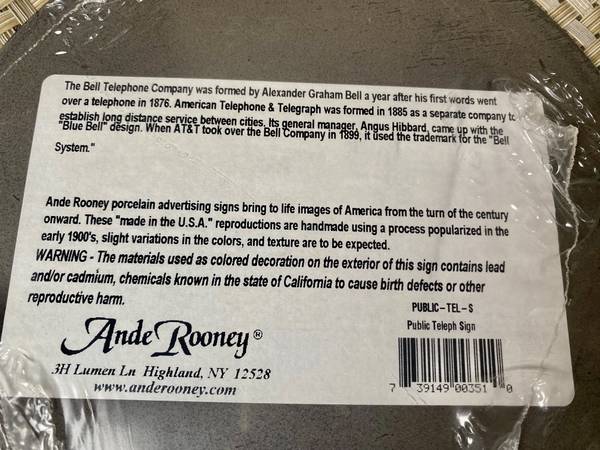 The Bell Telephone Company was formed by Alexander Graham Bell a year after his first words went
over a telephone in 1876. American Telephone & Telegraph was formed in 1885 as a separate company to
establish long distance service between cities. Its general manager, Angus Hibbard, came up with the
"Blue Bell" design. When AT&T took over the Bell Company in 1899, it used the trademark for the "Bell
System."
Ande Rooney porcelain advertising signs bring to life images of America from the turn of the century
onward. These "made in the U.S.A." reproductions are handmade using a process popularized in the
early 1900's, slight variations in the colors, and texture are to be expected.
WARNING - The materials used as colored decoration on the exterior of this sign contains lead
and/or cadmium, chemicals known in the state of California to cause birth defects or other
reproductive harm.
PUBLIC-TEL-S
Public Teleph Sign
Ande Rooney®
3H Lumen Ln Highland, NY 12528
www.anderooney.com
7 39149 00351 0